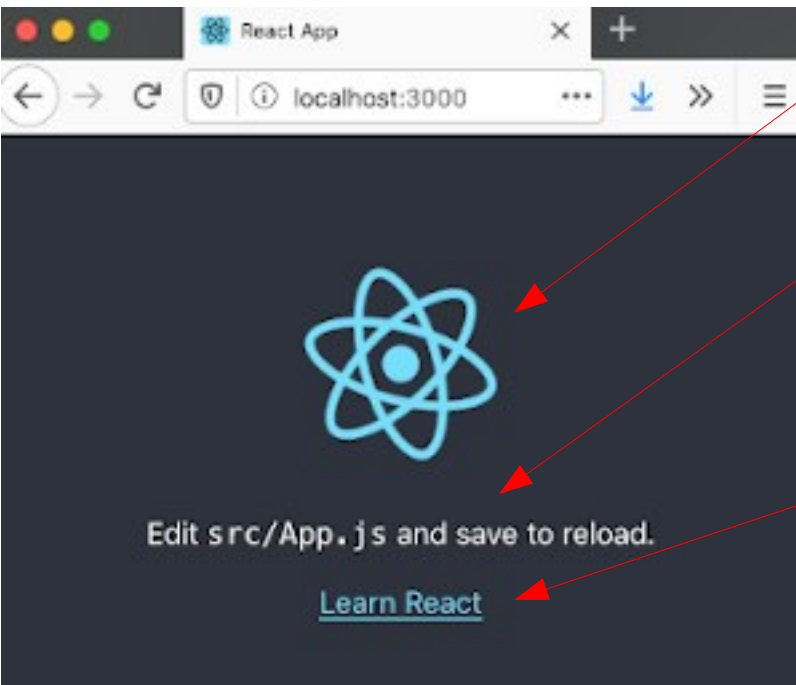 React App
localhost:3000
Edit src/App.js and save to reload.
Learn React